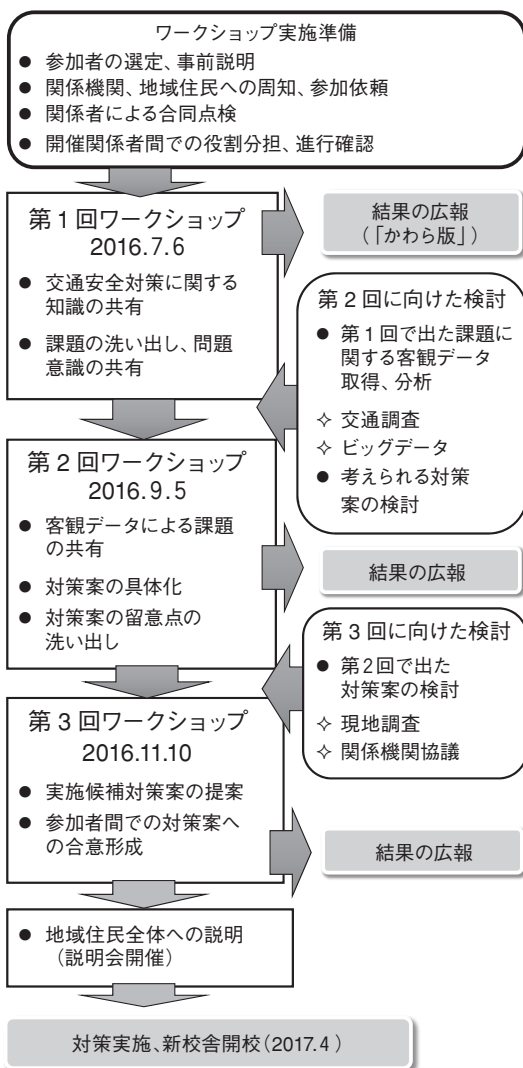 ワークショップ実施準備
● 参加者の選定、事前説明
● 関係機関、地域住民への周知、参加依頼
● 関係者による合同点検
● 開催関係者間での役割分担、進行確認
第1回ワークショップ
2016.7.6
● 交通安全対策に関する
知識の共有
● 課題の洗い出し、問題
意識の共有
結果の広報
(「かわら版」)
第2回に向けた検討
● 第1回で出た課題に
関する客観データ
取得、分析
✧ 交通調査
✧ ビッグデータ
● 考えられる対策
案の検討
第2回ワークショップ
2016.9.5
● 客観データによる課題
の共有
● 対策案の具体化
● 対策案の留意点の
洗い出し
結果の広報
第3回に向けた検討
● 第2回で出た
対策案の検討
✧ 現地調査
✧ 関係機関協議
第3回ワークショップ
2016.11.10
● 実施候補対策案の提案
● 参加者間での対策案へ
の合意形成
結果の広報
● 地域住民全体への説明
(説明会開催)
対策実施、新校舎開校(2017.4)